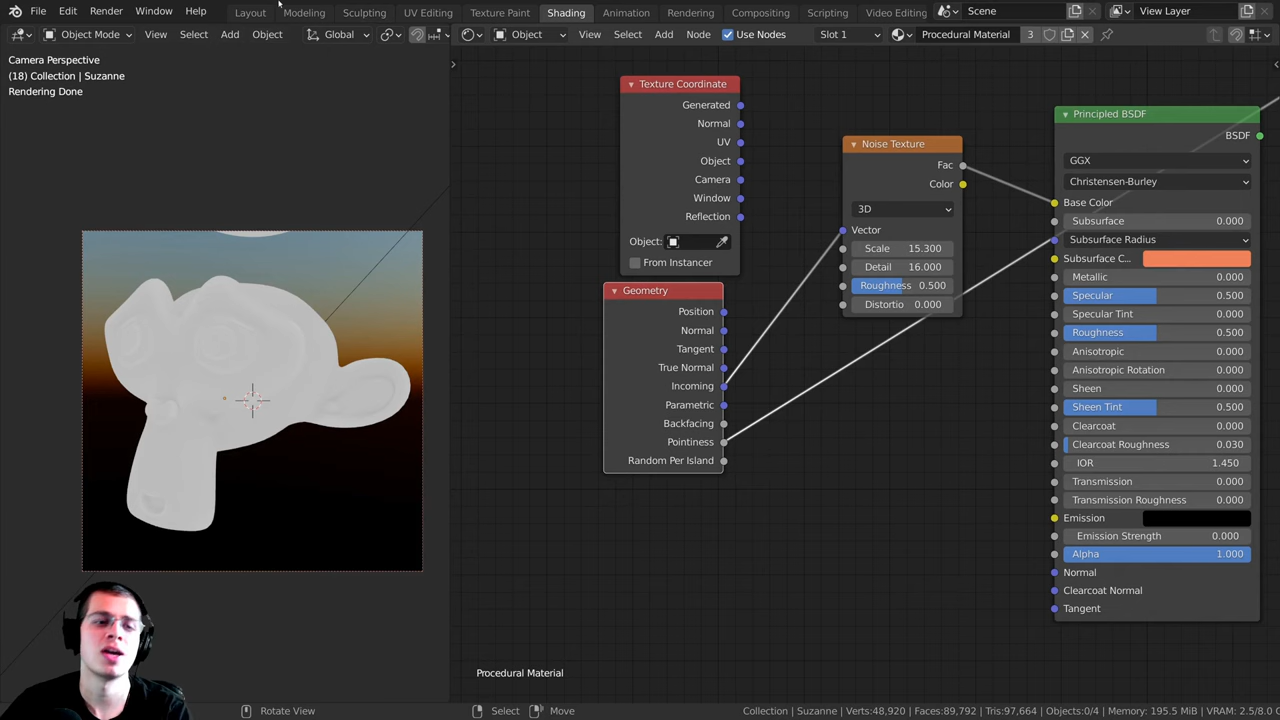 File Edit Render Window Help Layout Modeling Sculpting UV Editing Texture Paint Shading Animation Rendering Compositing Scripting Video Editing Scene View Layer
Object Mode View Select Add Object Global Object View Select Add Node Use Nodes Slot 1 Procedural Material 3
Camera Perspective
(18) Collection | Suzanne
Rendering Done
Texture Coordinate
Generated
Normal
UV
Object
Camera
Window
Reflection
Object:
From Instancer
Geometry
Position
Normal
Tangent
True Normal
Incoming
Parametric
Backfacing
Pointiness
Random Per Island
Noise Texture
Fac
Color
3D
Vector
Scale 15.300
Detail 16.000
Roughness 0.500
Distortio 0.000
Principled BSDF
BSDF
GGX
Christensen-Burley
Base Color
Subsurface 0.000
Subsurface Radius
Subsurface C...
Metallic 0.000
Specular 0.500
Specular Tint 0.000
Roughness 0.500
Anisotropic 0.000
Anisotropic Rotation 0.000
Sheen 0.000
Sheen Tint 0.500
Clearcoat 0.000
Clearcoat Roughness 0.030
IOR 1.450
Transmission 0.000
Transmission Roughness 0.000
Emission
Emission Strength 0.000
Alpha 1.000
Normal
Clearcoat Normal
Tangent
Procedural Material
Rotate View Select Move Collection | Suzanne | Verts:48,920 | Faces:89,792 | Tris:97,664 | Objects:0/4 | Memory: 195.5 MiB | VRAM: 2.5/8.0